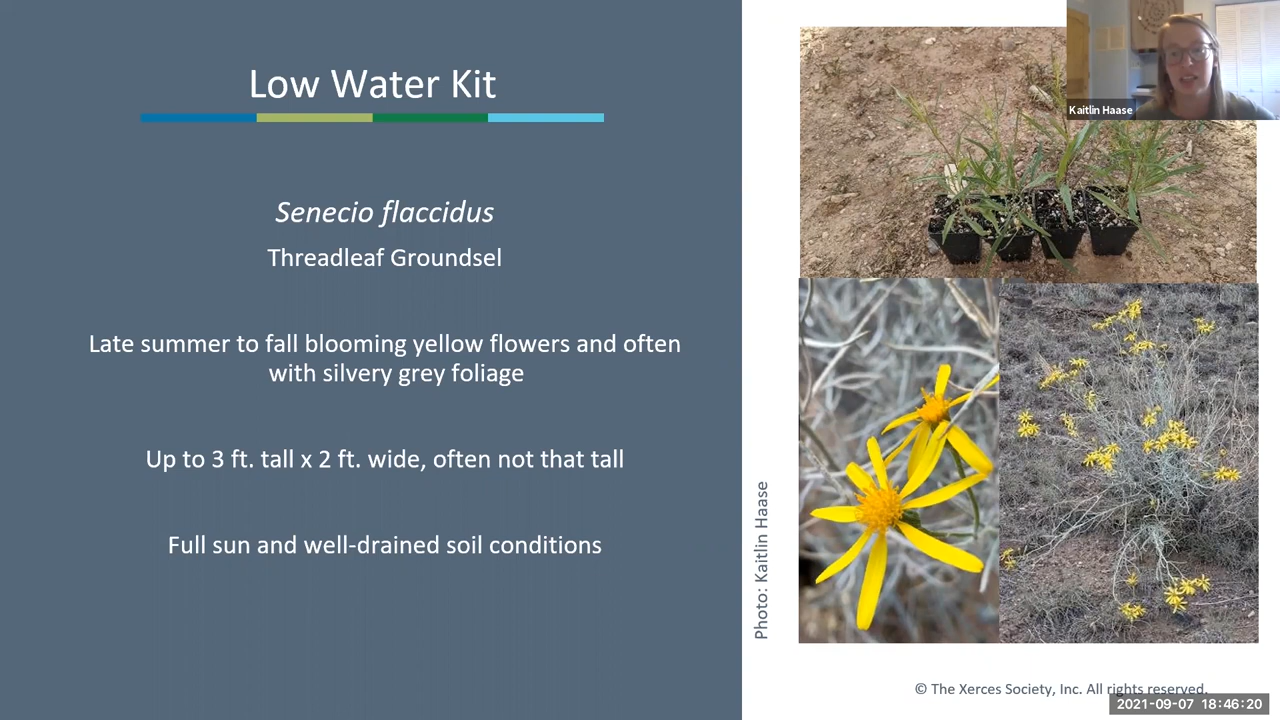 Low Water Kit
Senecio flaccidus
Threadleaf Groundsel
Late summer to fall blooming yellow flowers and often
with silvery grey foliage
Up to 3 ft. tall x 2 ft. wide, often not that tall
Full sun and well-drained soil conditions
Photo: Kaitlin Haase
Kaitlin Haase
© The Xerces Society, Inc. All rights reserved.
2021-09-07 18:46:20